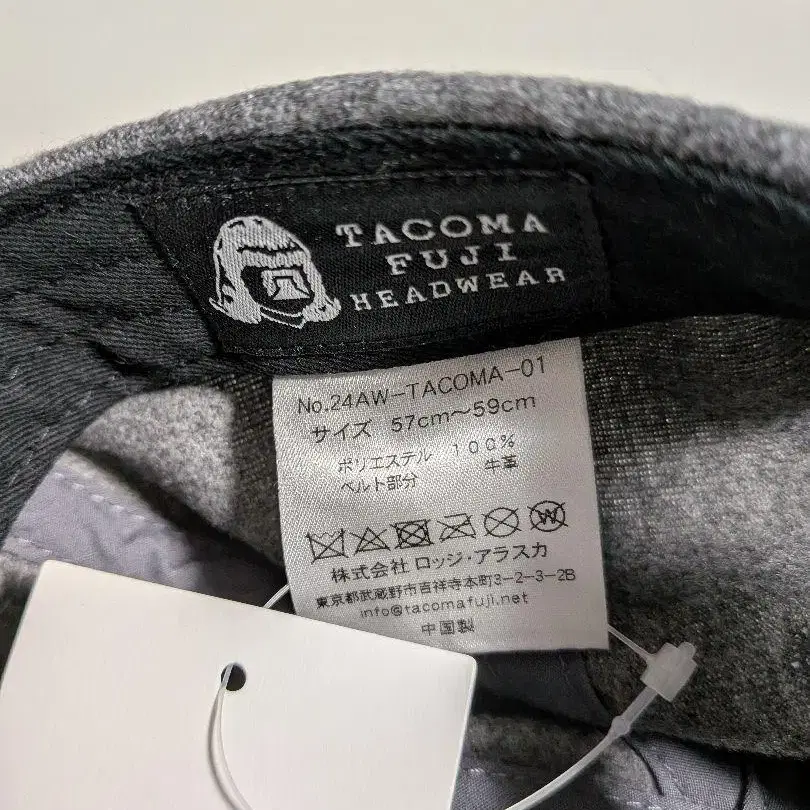 TACOMA
FUJI
HEADWEAR
No.24AW-TACOMA-01
サイズ 57cm～59cm
ポリエステル 100%
ベルト部分 牛革
株式会社 ロッジ・アラスカ
東京都武蔵野市吉祥寺本町3-2-3-2B
info@tacomafuji.net
中国製